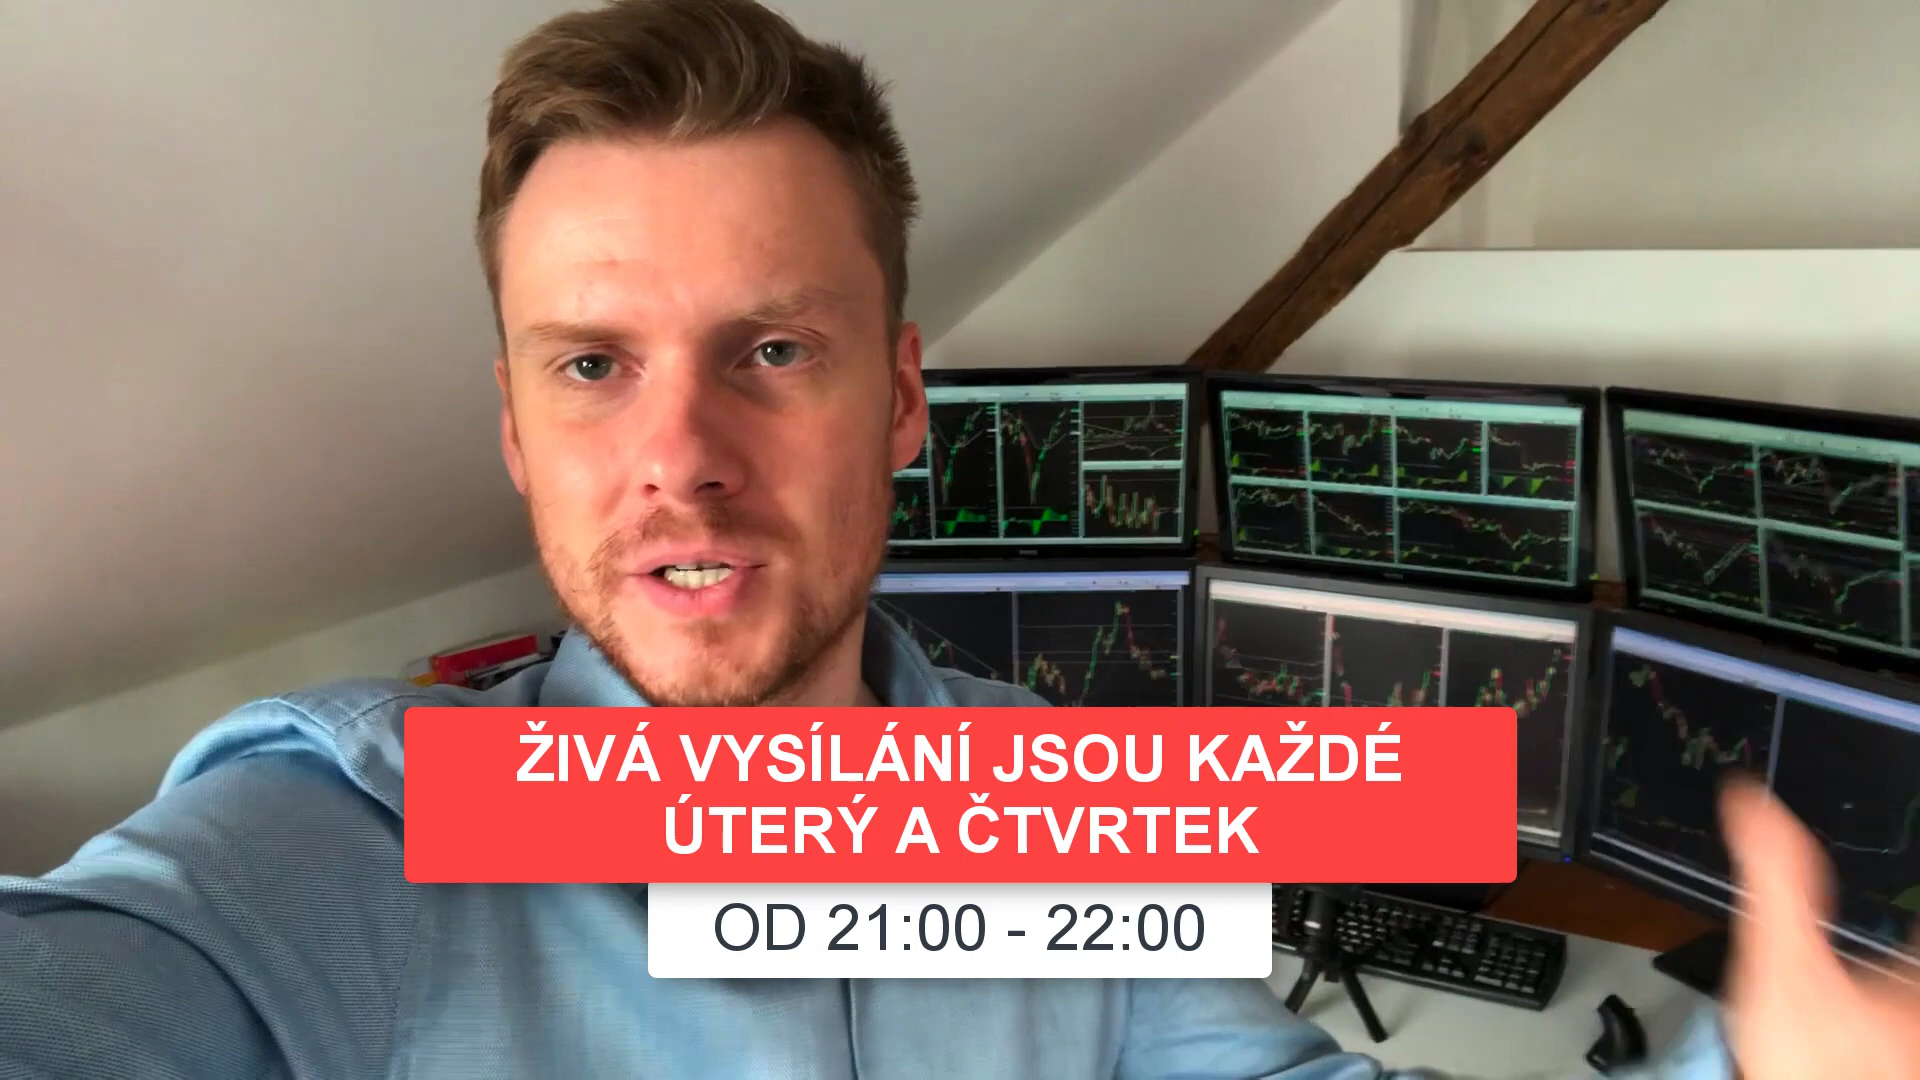 ŽIVÁ VYSÍLÁNÍ JSOU KAŽDÉ
ÚTERÝ A ČTVRTEK
OD 21:00 - 22:00